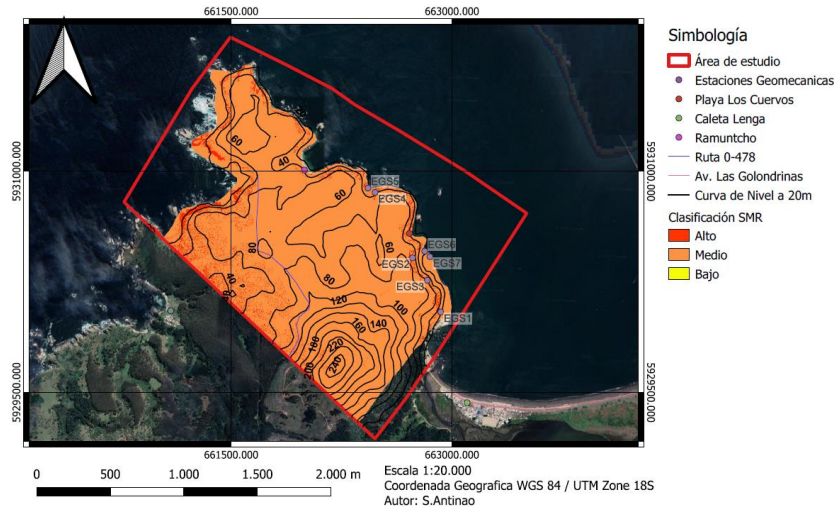 661500.000
663000.000
5931000.000
5931000.000
5929500.000
5929500.000
661500.000
663000.000
60
40
60
EGS5
EGS4
80
60
EGS6
EGS2
EGS7
40
80
EGS3
120
100
EGS1
160
140
180
220
200
240
Simbología
Área de estudio
Estaciones Geomecanicas
Playa Los Cuervos
Caleta Lenga
Ramuntcho
Ruta 0-478
Av. Las Golondrinas
Curva de Nivel a 20m
Clasificación SMR
Alto
Medio
Bajo
0 500 1.000 1.500 2.000 m
Escala 1:20.000
Coordenada Geografica WGS 84 / UTM Zone 18S
Autor: S.Antinao